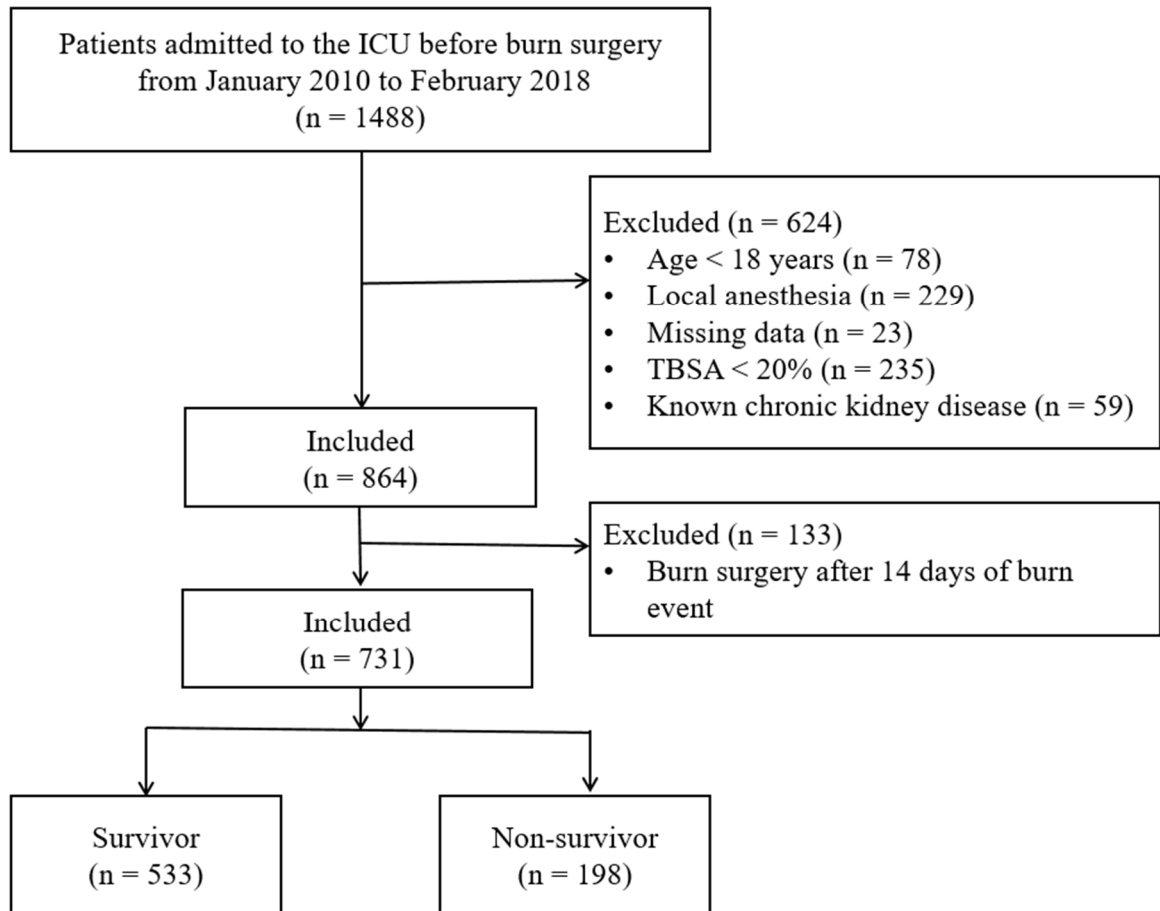 Patients admitted to the ICU before burn surgery
from January 2010 to February 2018
(n = 1488)
Excluded (n = 624)
• Age < 18 years (n = 78)
• Local anesthesia (n = 229)
• Missing data (n = 23)
• TBSA < 20% (n = 235)
• Known chronic kidney disease (n = 59)
Included
(n = 864)
Excluded (n = 133)
• Burn surgery after 14 days of burn
event
Included
(n = 731)
Survivor
(n = 533)
Non-survivor
(n = 198)